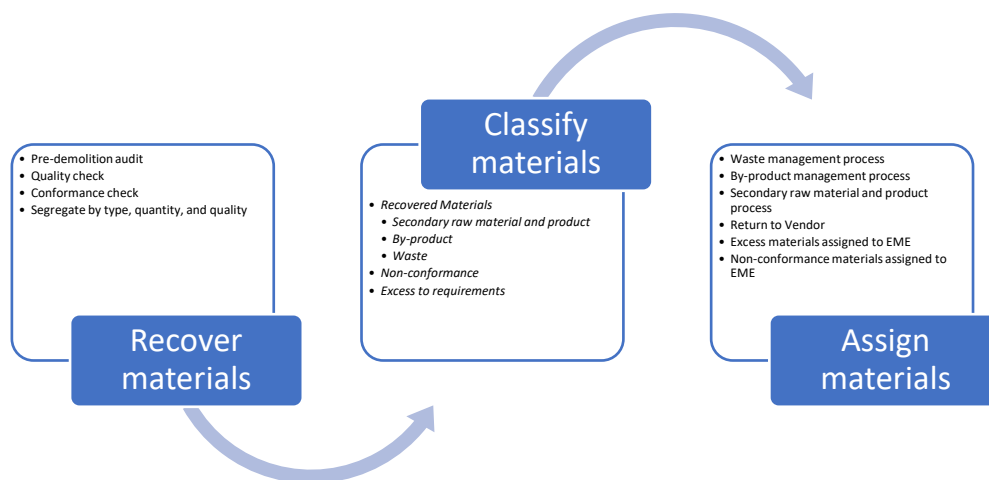 Pre-demolition audit
Quality check
Conformance check
Segregate by type, quantity, and quality
Recover
materials
Classify
materials
Recovered Materials
Secondary raw material and product
By-product
Waste
Non-conformance
Excess to requirements
Waste management process
By-product management process
Secondary raw material and product
process
Return to Vendor
Excess materials assigned to EME
Non-conformance materials assigned to
EME
Assign
materials